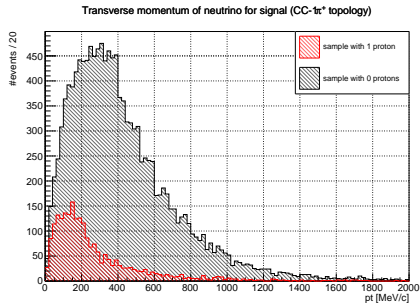 Transverse momentum of neutrino for signal (CC-1π⁺ topology)
#events / 20
450
400
350
300
250
200
150
100
50
0
sample with 1 proton
sample with 0 protons
0 200 400 600 800 1000 1200 1400 1600 1800 2000
pt [MeV/c]